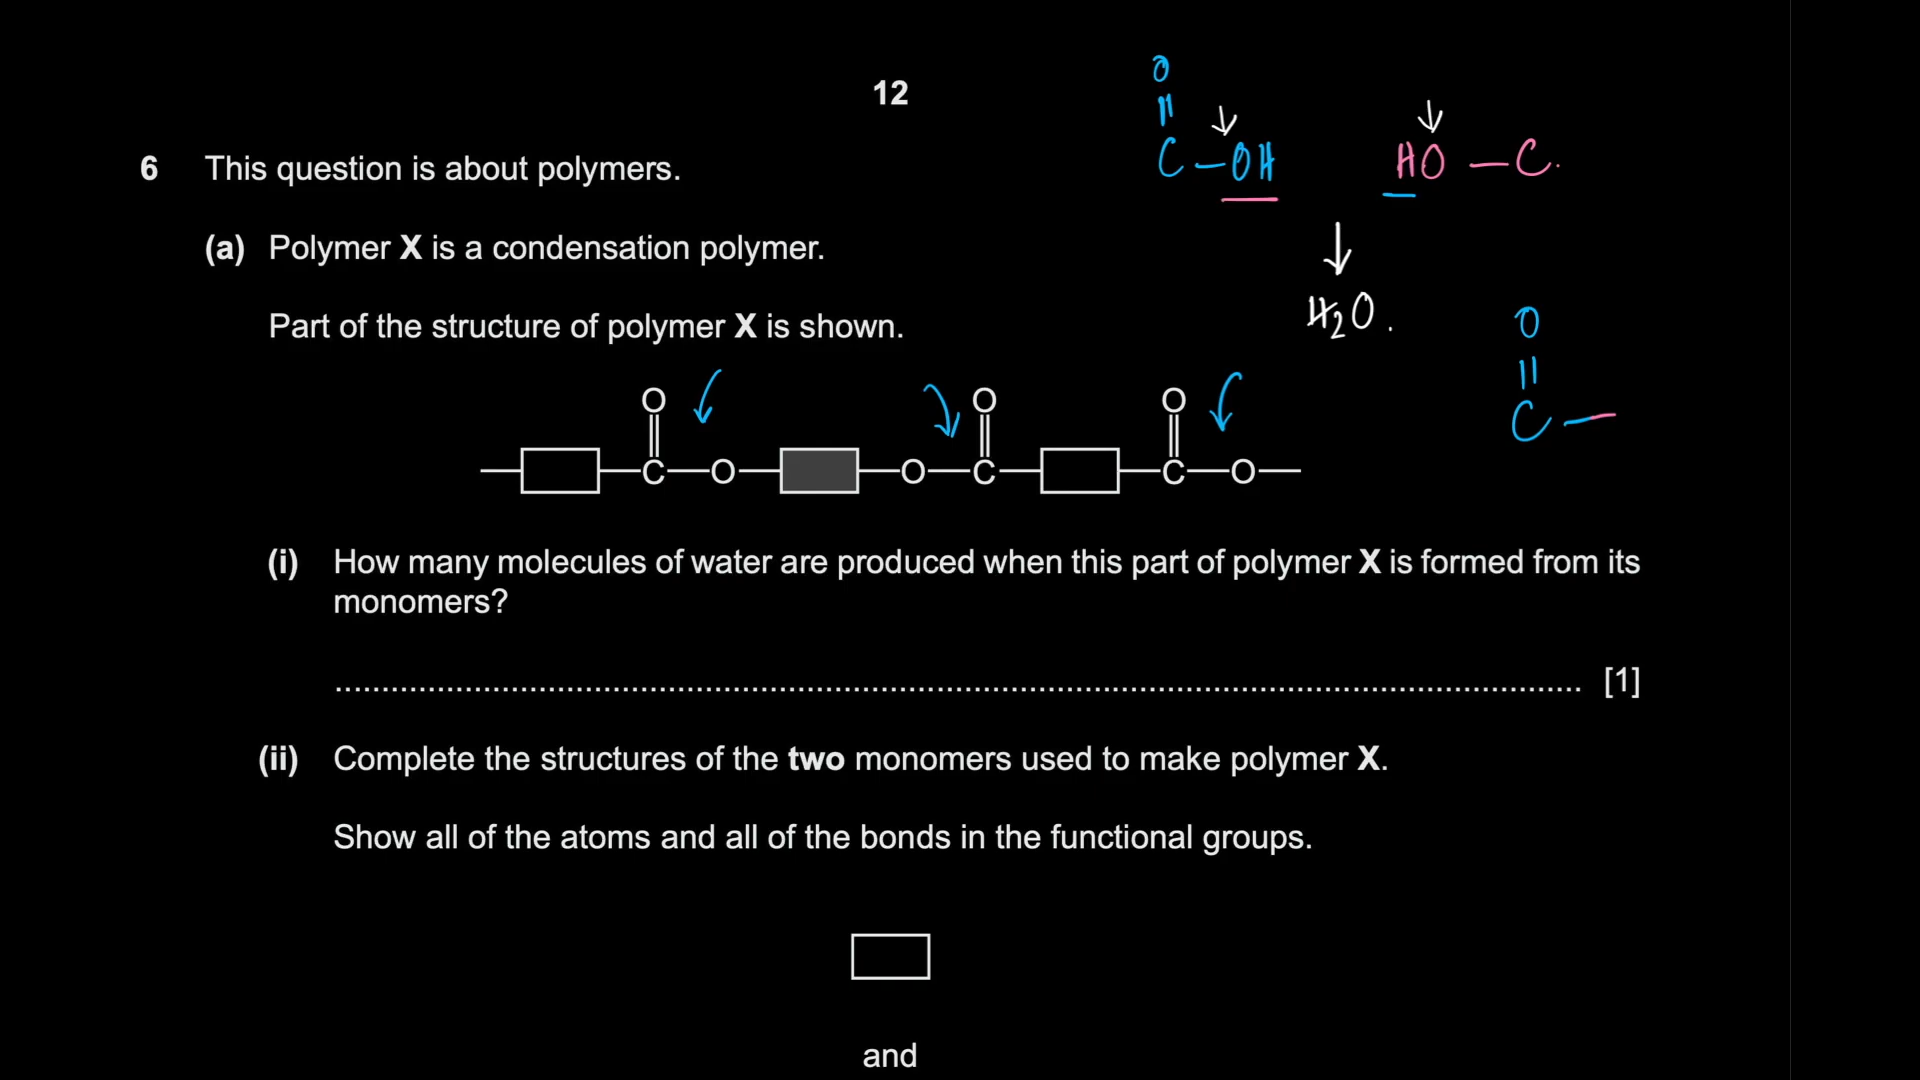 12
O
||
C – OH HO – C.
6 This question is about polymers.
(a) Polymer X is a condensation polymer.
H₂O.
Part of the structure of polymer X is shown.
O
||
C –
O O O
C O O C C O
(i) How many molecules of water are produced when this part of polymer X is formed from its
monomers?
[1]
(ii) Complete the structures of the two monomers used to make polymer X.
Show all of the atoms and all of the bonds in the functional groups.
and